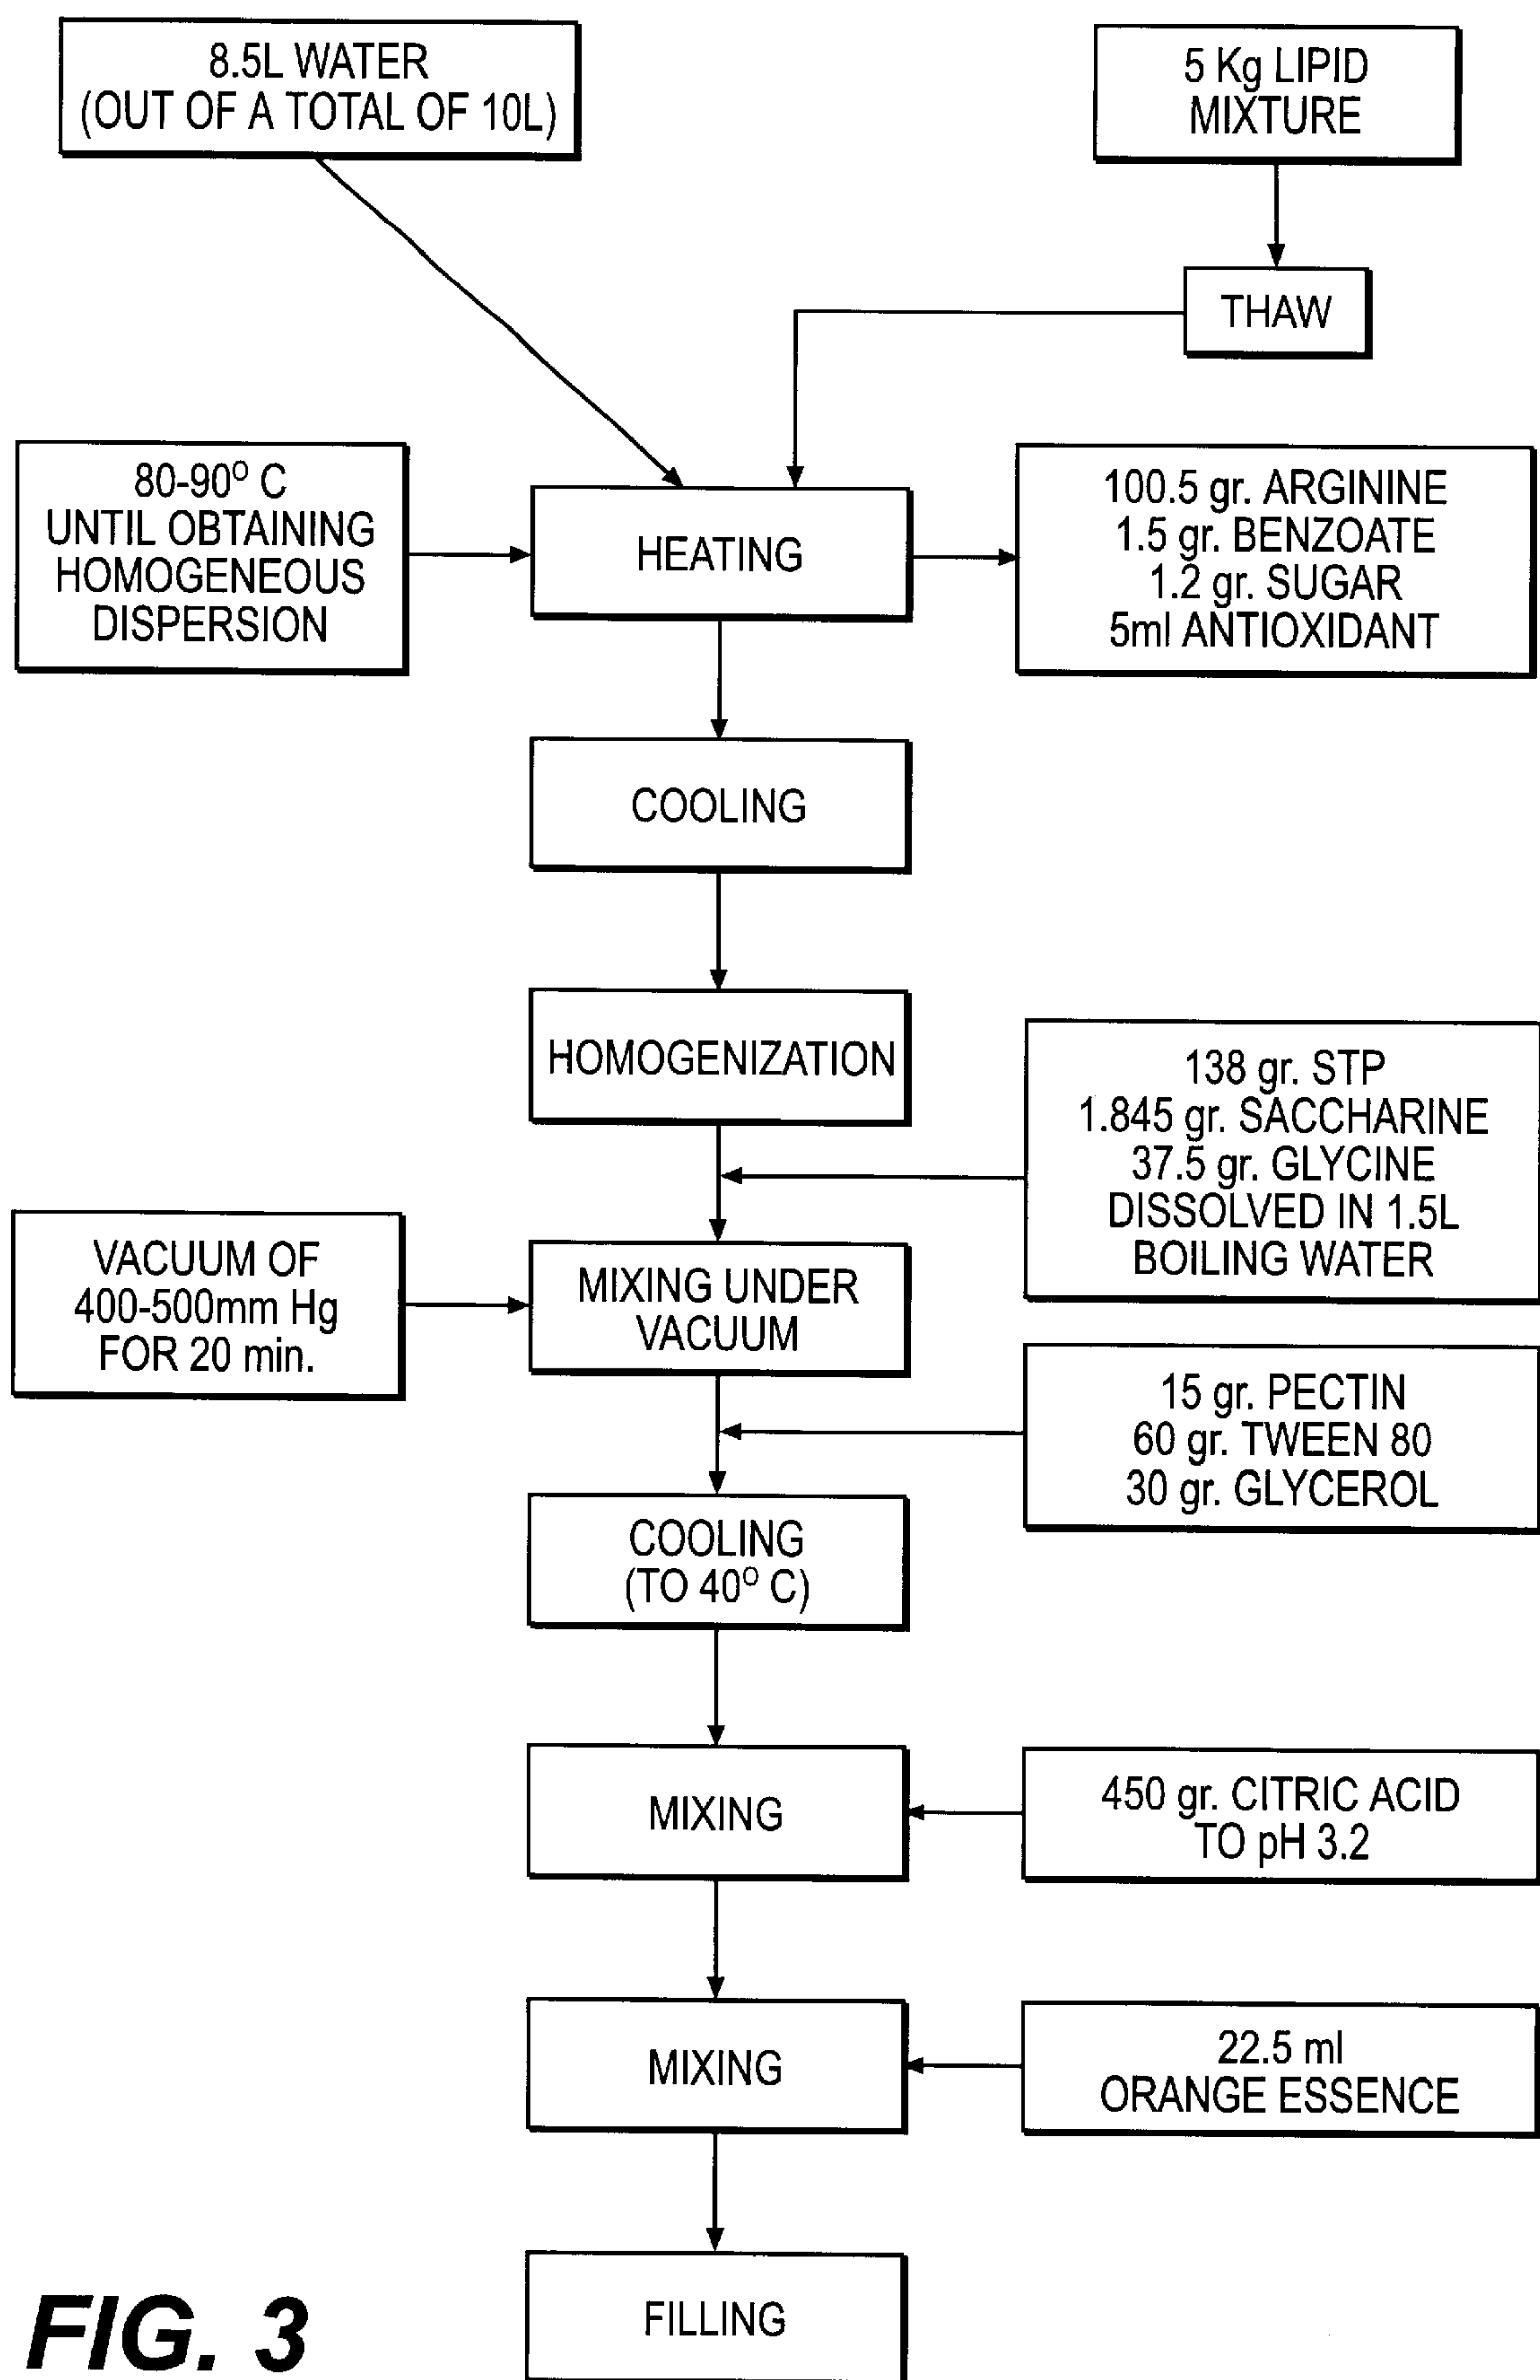 8.5L WATER
(OUT OF A TOTAL OF 10L)
5 Kg LIPID
MIXTURE
THAW
80-90° C
UNTIL OBTAINING
HOMOGENEOUS
DISPERSION
HEATING
100.5 gr. ARGININE
1.5 gr. BENZOATE
1.2 gr. SUGAR
5ml ANTIOXIDANT
COOLING
HOMOGENIZATION
138 gr. STP
1.845 gr. SACCHARINE
37.5 gr. GLYCINE
DISSOLVED IN 1.5L
BOILING WATER
VACUUM OF
400-500mm Hg
FOR 20 min.
MIXING UNDER
VACUUM
15 gr. PECTIN
60 gr. TWEEN 80
30 gr. GLYCEROL
COOLING
(TO 40° C)
MIXING
450 gr. CITRIC ACID
TO pH 3.2
MIXING
22.5 ml
ORANGE ESSENCE
FILLING
FIG. 3